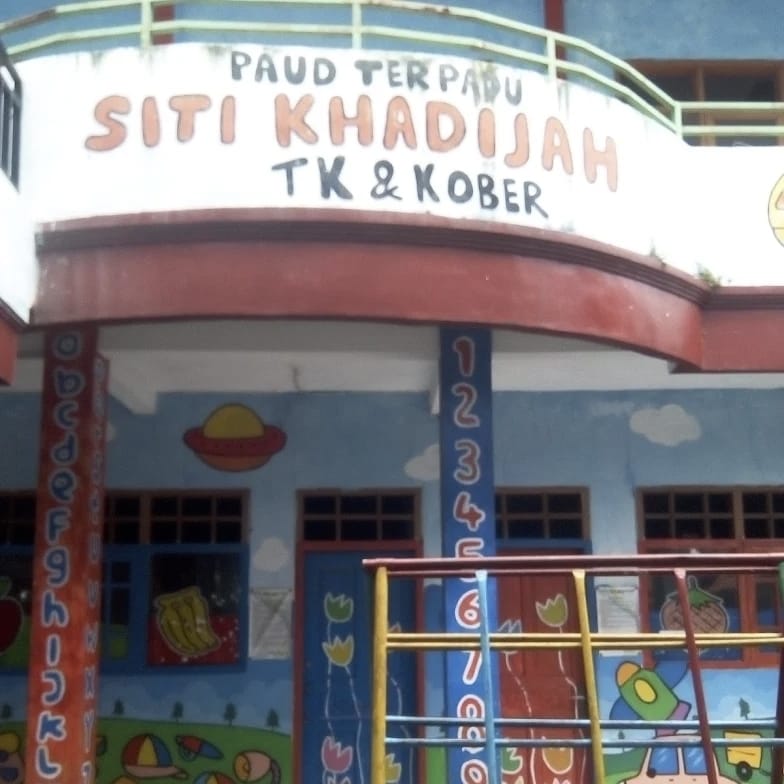 PAUD TERPADU
SITI KHADIJAH
TK & KOBER
a
b
c
d
e
F
g
h
i
J
K
L
1
2
3
4
5
6
7
8
9